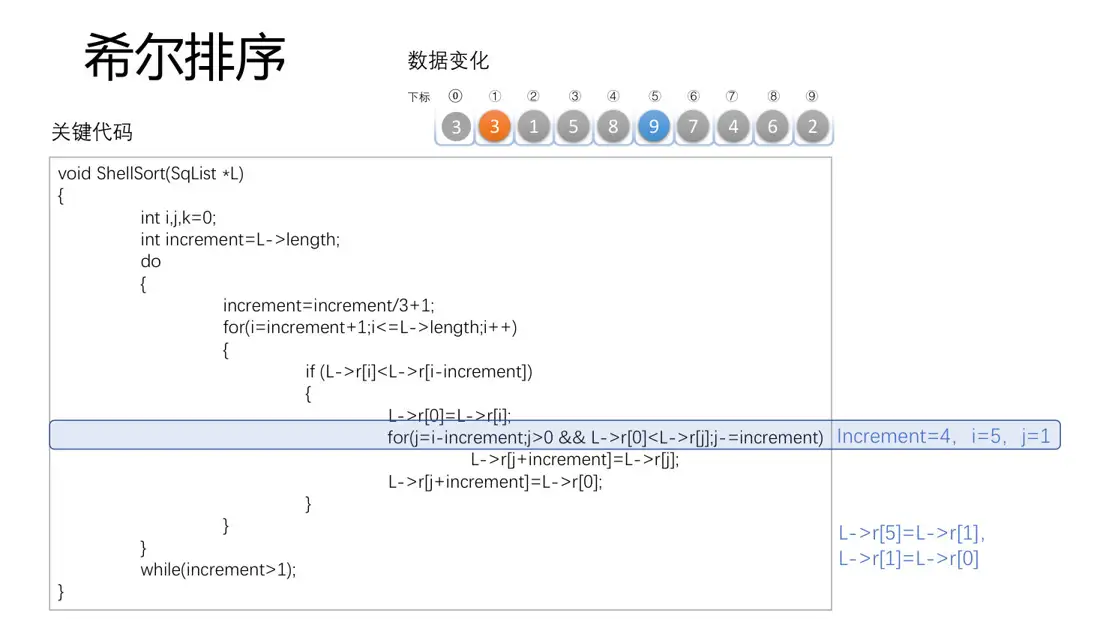 希尔排序
数据变化
下标 ⓪ ① ② ③ ④ ⑤ ⑥ ⑦ ⑧ ⑨
3 3 1 5 8 9 7 4 6 2
关键代码
void ShellSort(SqList *L)
{
int i,j,k=0;
int increment=L->length;
do
{
increment=increment/3+1;
for(i=increment+1;i<=L->length;i++)
{
if (L->r[i]<L->r[i-increment])
{
L->r[0]=L->r[i];
for(j=i-increment;j>0 && L->r[0]<L->r[j];j-=increment) Increment=4, i=5, j=1
L->r[j+increment]=L->r[j];
L->r[j+increment]=L->r[0];
}
}
L->r[5]=L->r[1],
}
L->r[1]=L->r[0]
while(increment>1);
}